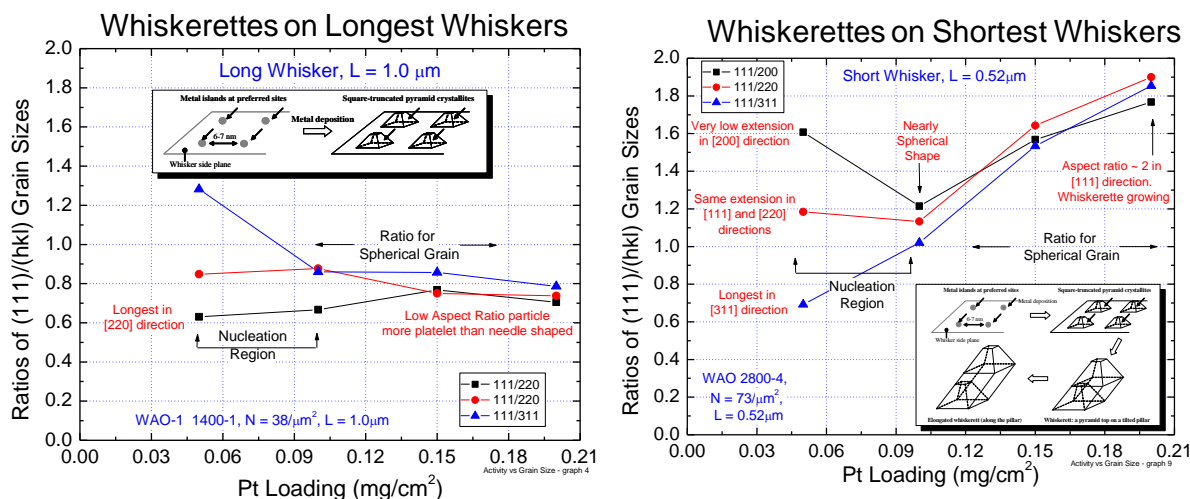 Whiskerettes on Longest Whiskers
Long Whisker, L = 1.0 μm
Metal islands at preferred sites
Square-truncated pyramid crystallites
Metal deposition
6-7 nm
Whisker side plane
Ratios of (111)/(hkl) Grain Sizes
2.0
1.8
1.6
1.4
1.2
1.0
0.8
0.6
0.4
0.2
0.0
Ratio for
Spherical Grain
Longest in
[220] direction
Low Aspect Ratio particle
more platelet than needle shaped
Nucleation
Region
111/220
111/220
111/311
WAO-1 1400-1, N = 38/μm², L = 1.0μm
0.00 0.03 0.06 0.09 0.12 0.15 0.18 0.21
Activity vs Grain Size - graph 4
Pt Loading (mg/cm²)
Whiskerettes on Shortest Whiskers
111/200
111/220
111/311
Short Whisker, L = 0.52μm
Very low extension
in [200] direction
Nearly
Spherical
Shape
Aspect ratio ~ 2 in
[111] direction.
Whiskerette growing
Same extension in
[111] and [220]
directions
Ratios of (111)/(hkl) Grain Sizes
2.0
1.8
1.6
1.4
1.2
1.0
0.8
0.6
0.4
0.2
0.0
Ratio for
Spherical Grain
Nucleation
Region
Longest in
[311] direction
Metal islands at preferred sites
Square-truncated pyramid crystallites
Metal deposition
6-7 nm
Whisker side plane
Elongated whiskerett (along the pillar)
Whiskerett: a pyramid top on a tilted pillar
WAO 2800-4,
N = 73/μm²,
L = 0.52μm
0.00 0.03 0.06 0.09 0.12 0.15 0.18 0.21
Activity vs Grain Size - graph 9
Pt Loading (mg/cm²)